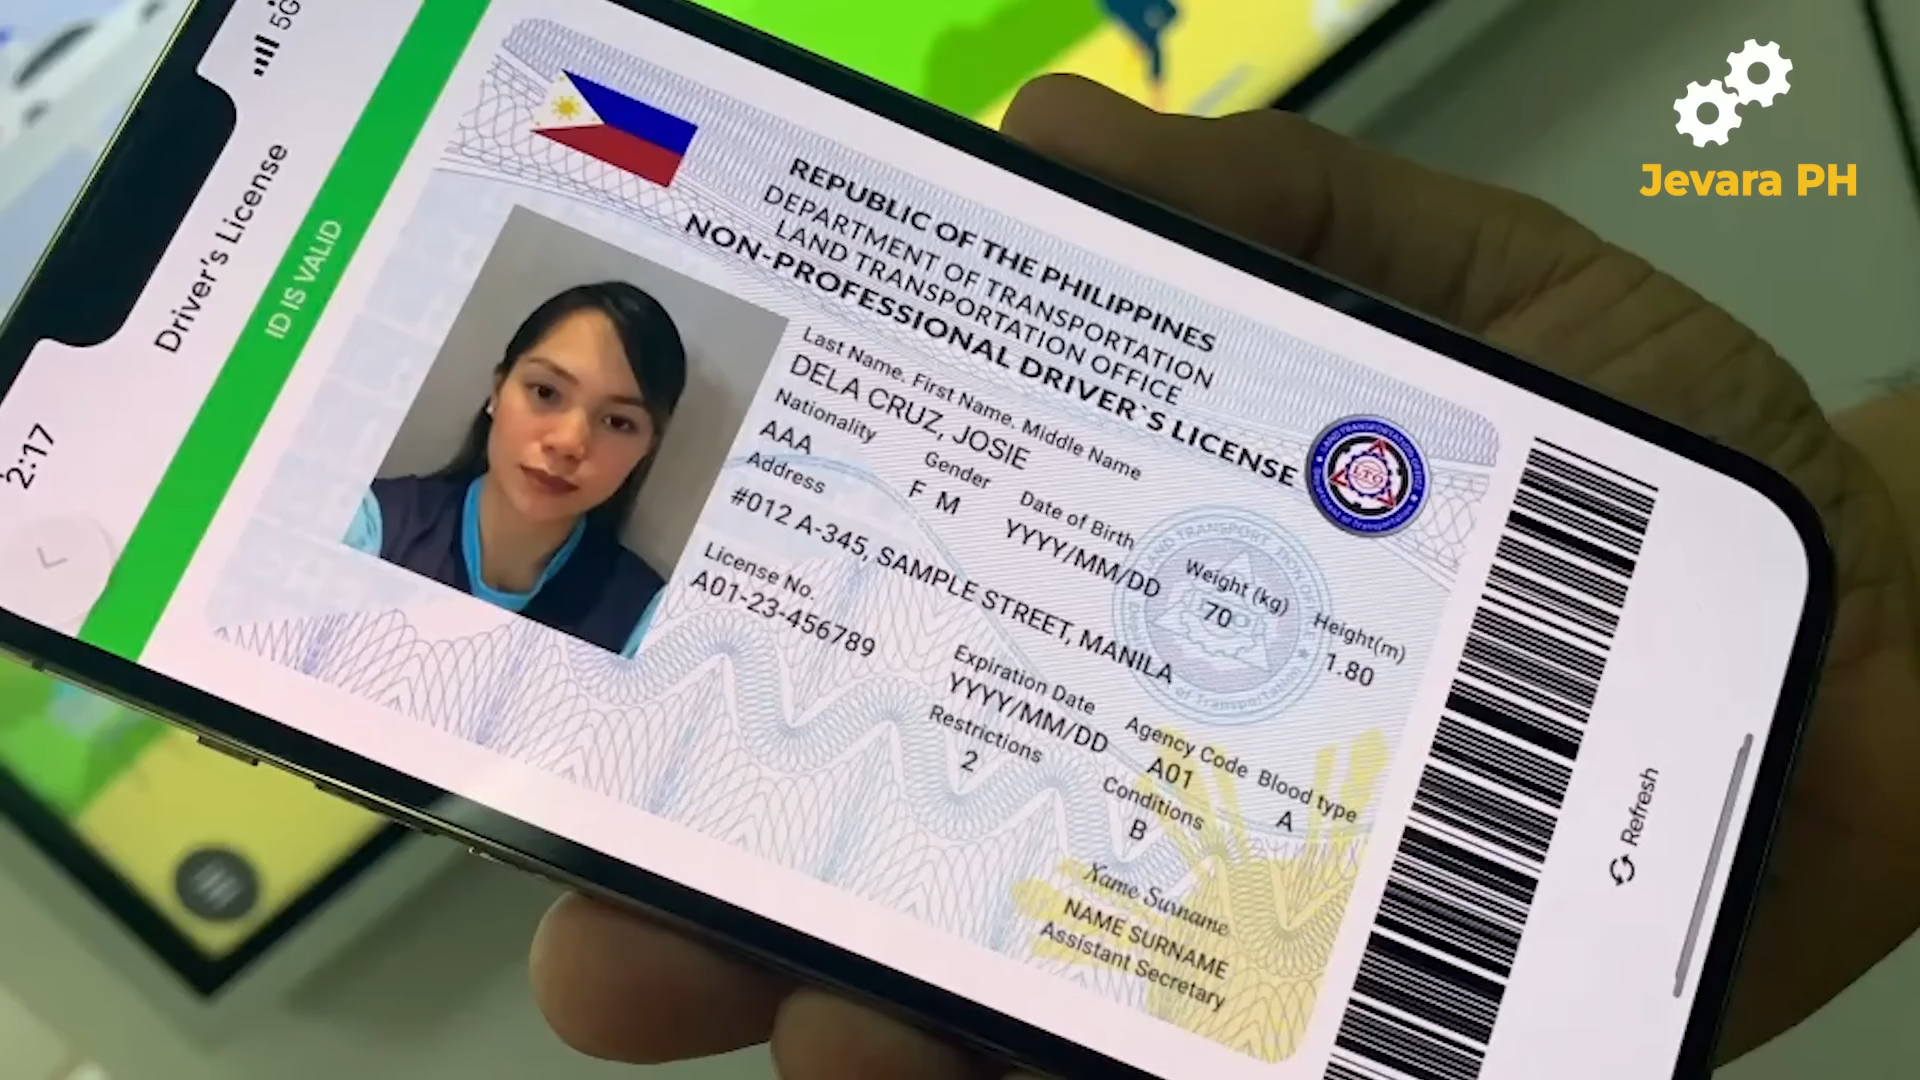 5G
2:17
Driver's License
ID IS VALID
REPUBLIC OF THE PHILIPPINES
DEPARTMENT OF TRANSPORTATION
LAND TRANSPORTATION OFFICE
NON-PROFESSIONAL DRIVER`S LICENSE
Last Name. First Name. Middle Name
DELA CRUZ, JOSIE
Nationality Gender Date of Birth Weight (kg) Height(m)
AAA F M YYYY/MM/DD 70 1.80
Address
#012 A-345, SAMPLE STREET, MANILA
License No. Expiration Date Agency Code Blood type
A01-23-456789 YYYY/MM/DD A01 A
Restrictions Conditions
2 B
Name Surname
NAME SURNAME
Assistant Secretary
LTO
Refresh
Jevara PH